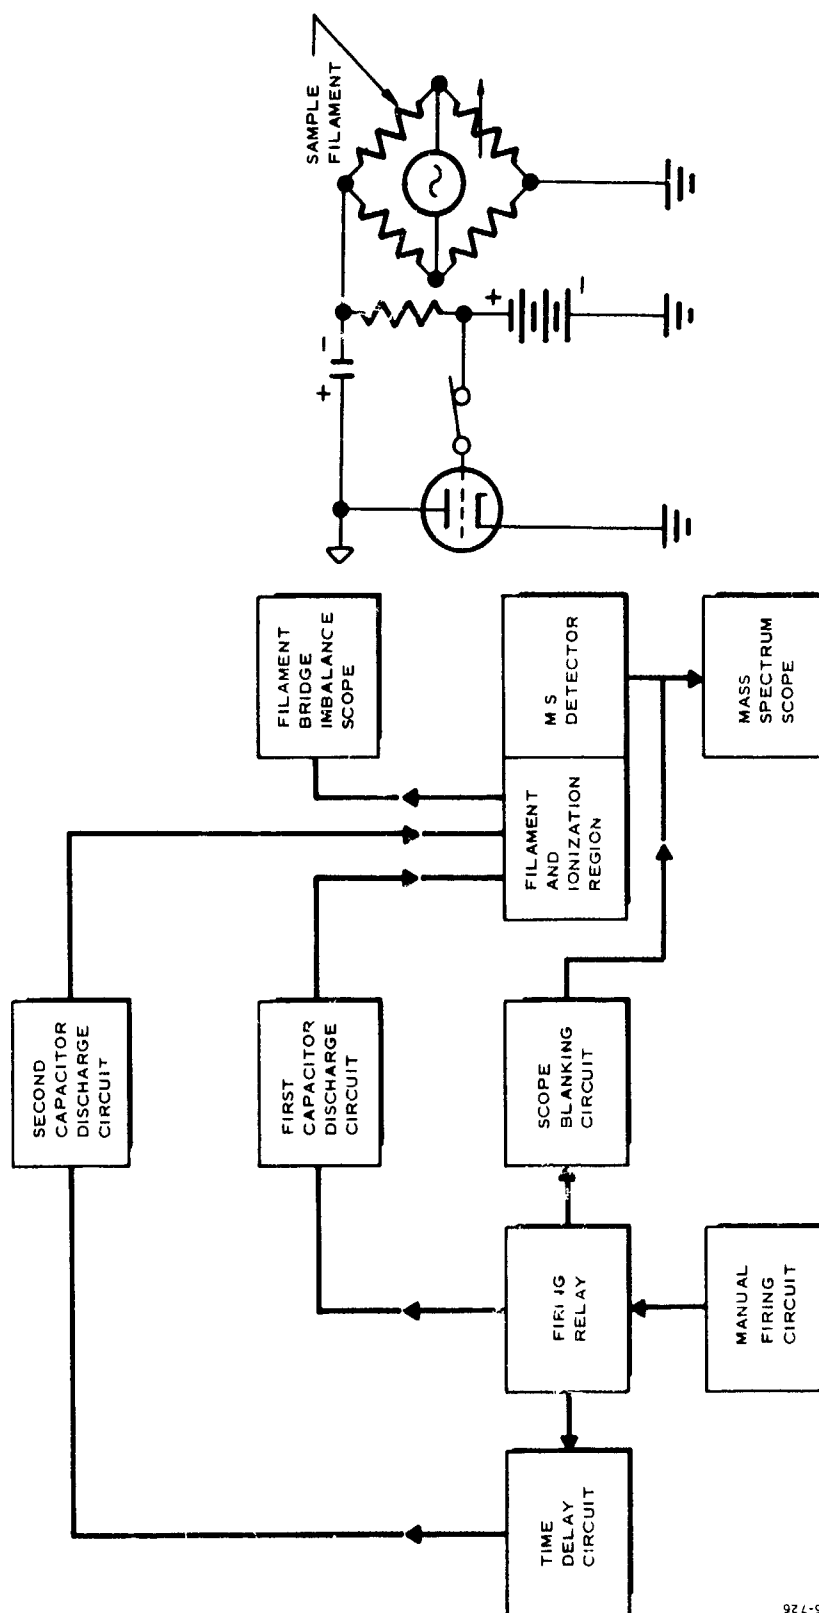 SECOND
CAPACITOR
DISCHARGE
CIRCUIT
FIRST
CAPACITOR
DISCHARGE
CIRCUIT
FILAMENT
BRIDGE
IMBALANCE
SCOPE
TIME
DELAY
CIRCUIT
FIRING
RELAY
SCOPE
BLANKING
CIRCUIT
FILAMENT
AND
IONIZATION
REGION
M S
DETECTOR
MANUAL
FIRING
CIRCUIT
MASS
SPECTRUM
SCOPE
SAMPLE
FILAMENT
+ −
+
−